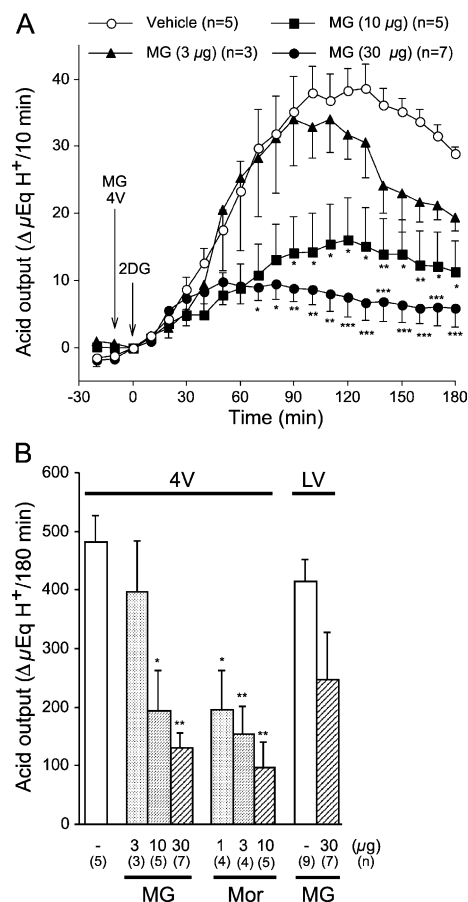 A
Vehicle (n=5)
MG (10 µg) (n=5)
MG (3 µg) (n=3)
MG (30 µg) (n=7)
Acid output (Δ µEq H+/10 min)
40
30
20
10
0
MG
4V
2DG
* * * * * ** * ** * *
* * ** ** ** *** *** *** *** *** ** ***
-30 0 30 60 90 120 150 180
Time (min)
B
4V
LV
Acid output (Δ µEq H+/180 min)
600
500
400
300
200
100
0
* ** * ** **
- 3 10 30 1 3 10 - 30 (µg)
(5) (3) (5) (7) (4) (4) (5) (9) (7) (n)
MG Mor MG